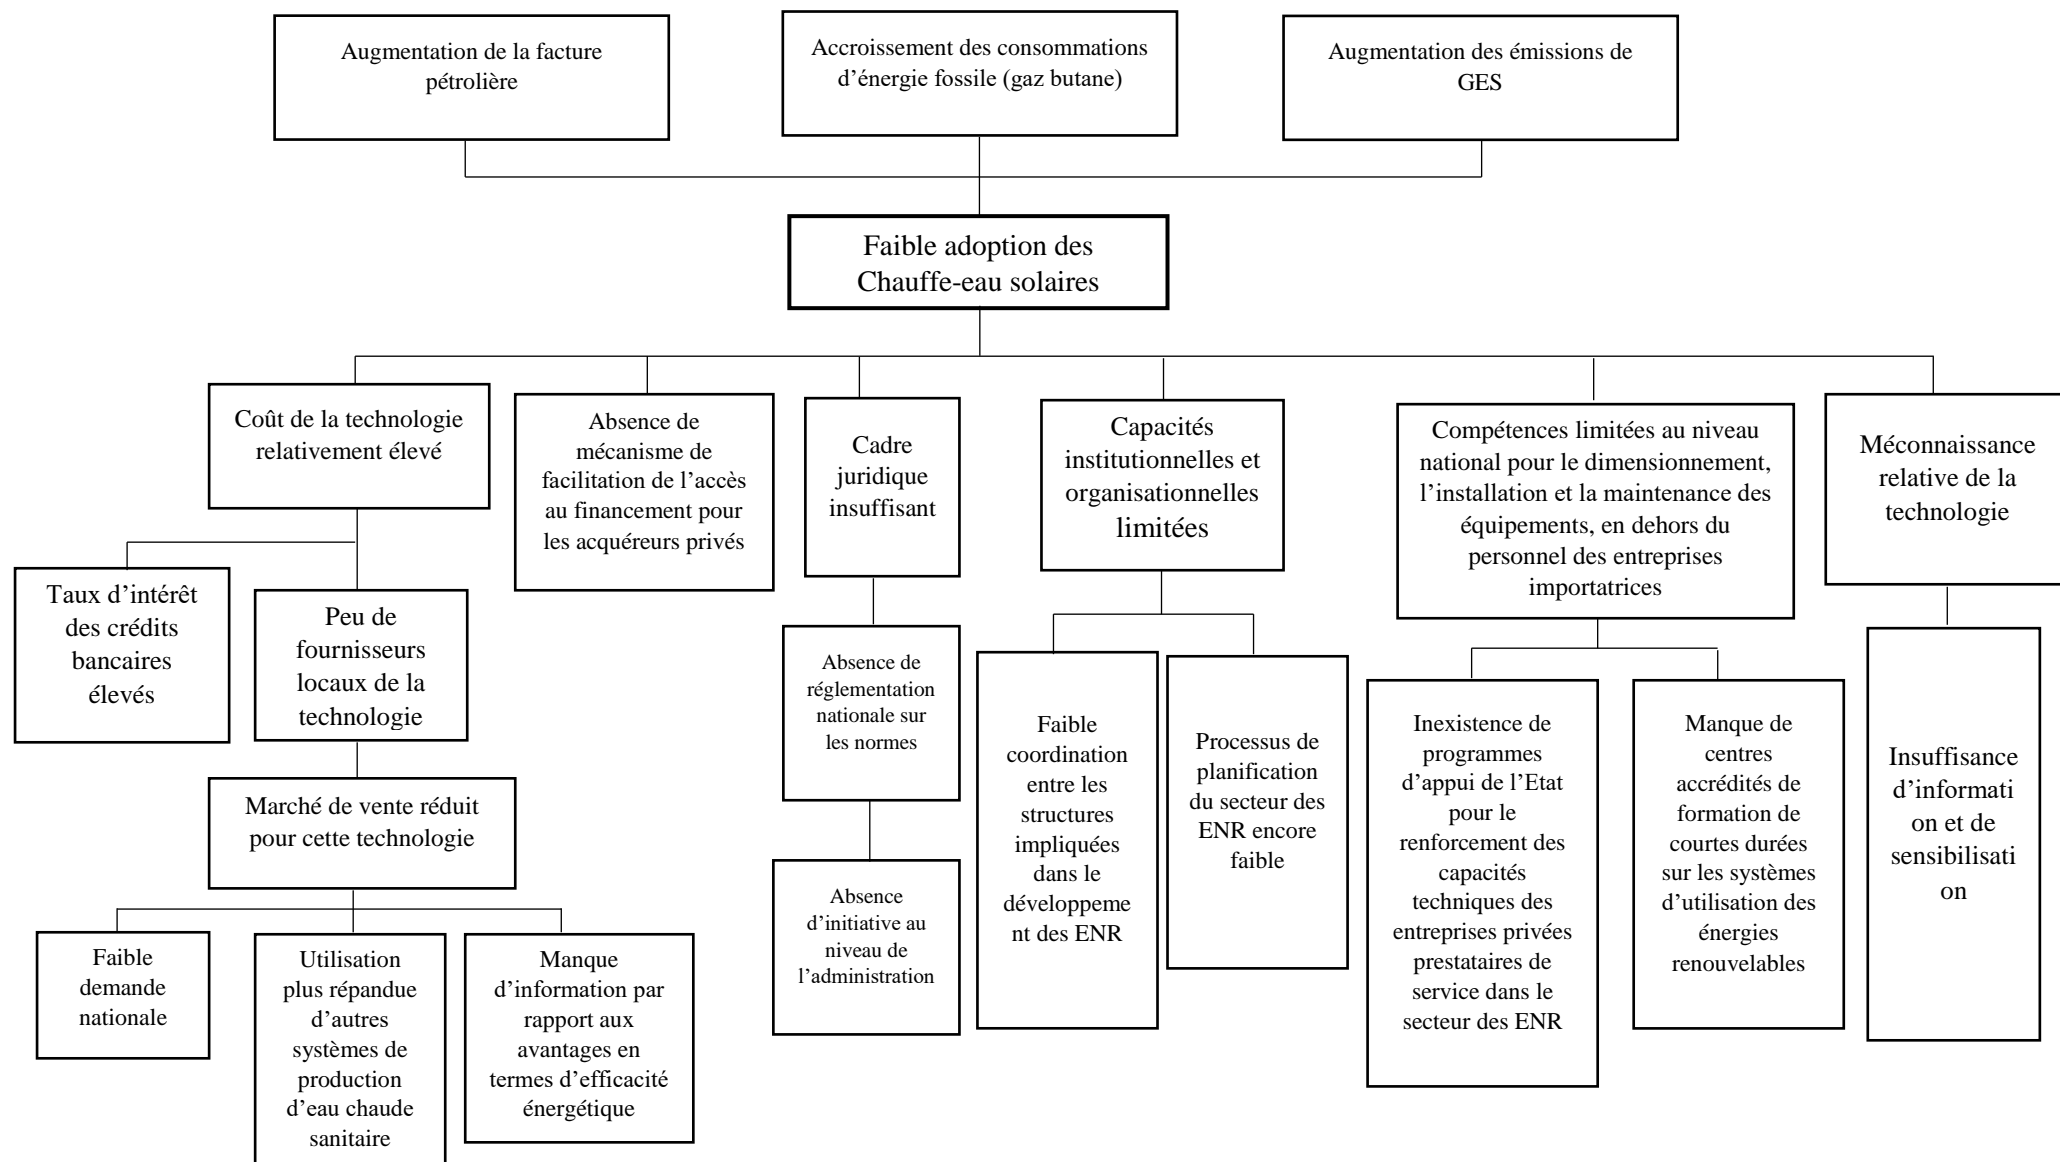 Augmentation de la facture
pétrolière
Accroissement des consommations
d’énergie fossile (gaz butane)
Augmentation des émissions de
GES
Faible adoption des
Chauffe-eau solaires
Coût de la technologie
relativement élevé
Absence de
mécanisme de
facilitation de l’accès
au financement pour
les acquéreurs privés
Cadre
juridique
insuffisant
Capacités
institutionnelles et
organisationnelles
limitées
Compétences limitées au niveau
national pour le dimensionnement,
l’installation et la maintenance des
équipements, en dehors du
personnel des entreprises
importatrices
Méconnaissance
relative de la
technologie
Taux d’intérêt
des crédits
bancaires
élevés
Peu de
fournisseurs
locaux de la
technologie
Absence de
réglementation
nationale sur
les normes
Faible
coordination
entre les
structures
impliquées
dans le
développeme
nt des ENR
Processus de
planification
du secteur des
ENR encore
faible
Inexistence de
programmes
d’appui de l’Etat
pour le
renforcement des
capacités
techniques des
entreprises privées
prestataires de
service dans le
secteur des ENR
Manque de
centres
accrédités de
formation de
courtes durées
sur les systèmes
d’utilisation des
énergies
renouvelables
Insuffisance
d’informati
on et de
sensibilisati
on
Marché de vente réduit
pour cette technologie
Absence
d’initiative au
niveau de
l’administration
Faible
demande
nationale
Utilisation
plus répandue
d’autres
systèmes de
production
d’eau chaude
sanitaire
Manque
d’information par
rapport aux
avantages en
termes d’efficacité
énergétique